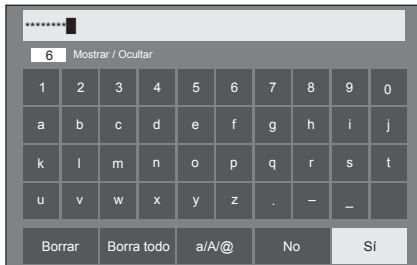 ********
6 Mostrar / Ocultar
1 2 3 4 5 6 7 8 9 0
a b c d e f g h i j
k l m n o p q r s t
u v w x y z . – _
Borrar Borra todo a/A/@ No Sí